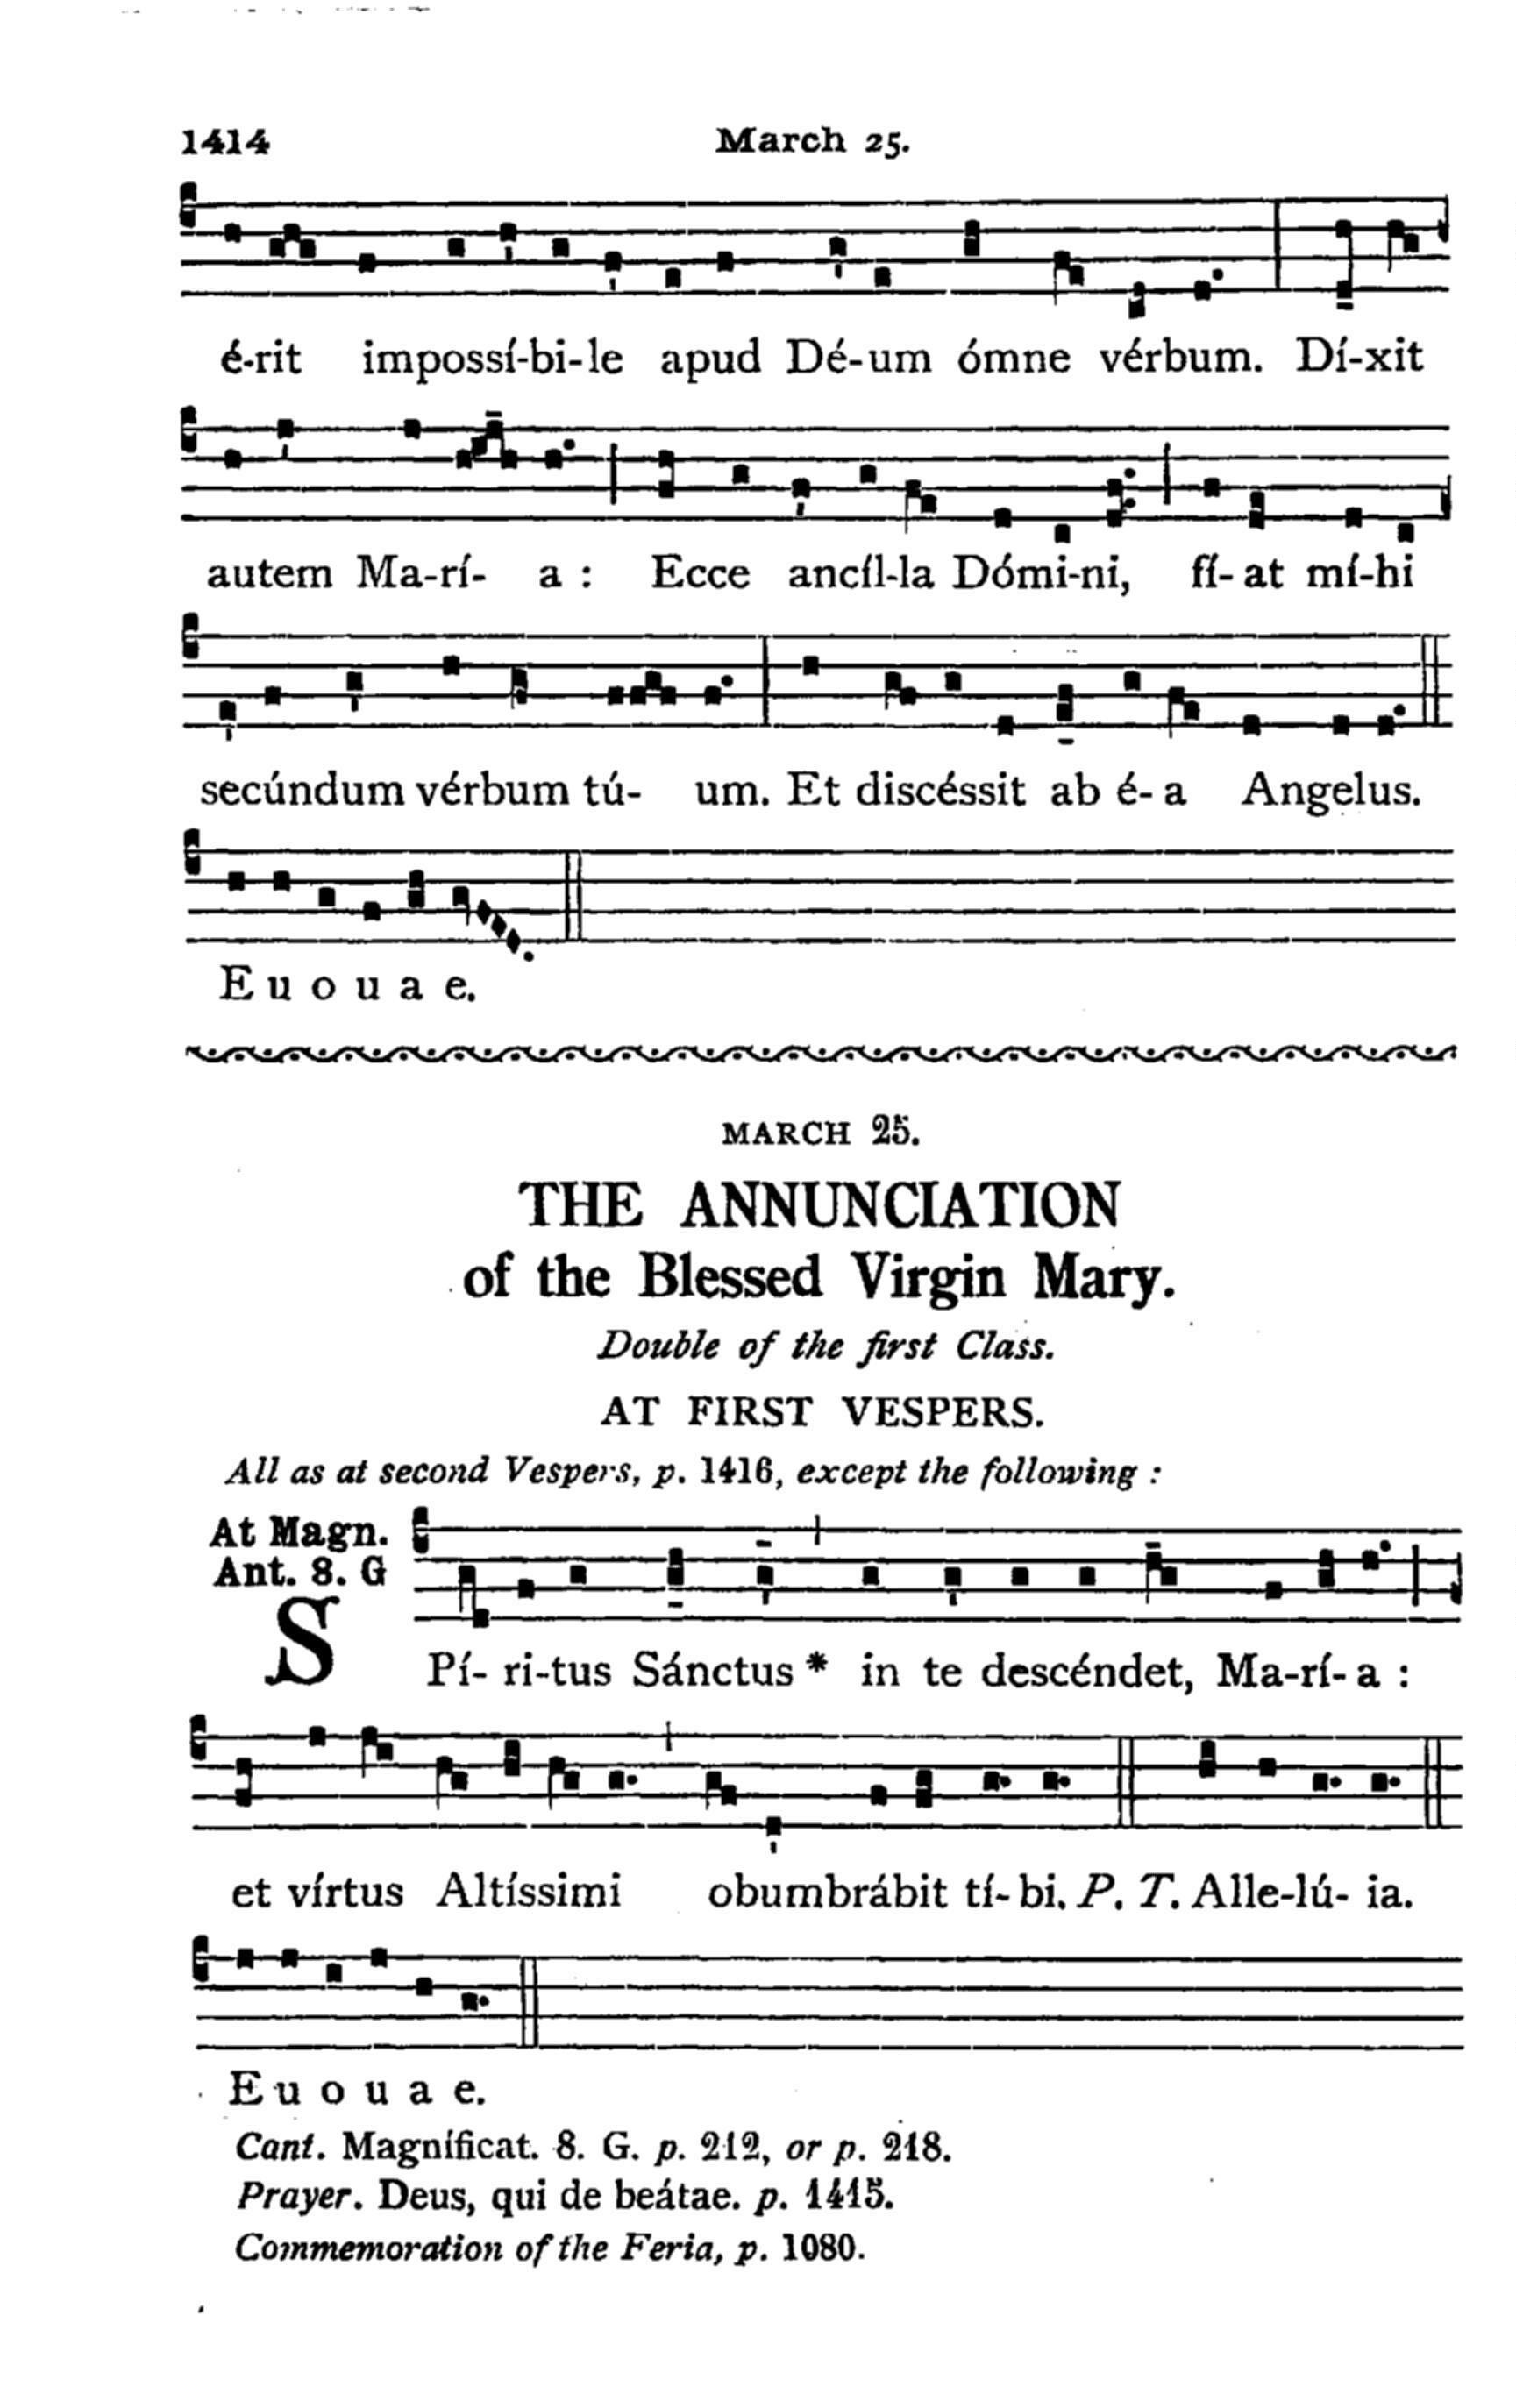 1414 March 25.
é-rit impossí-bi-le apud Dé-um ómne vérbum. Dí-xit
autem Ma-rí- a : Ecce ancíl-la Dómi-ni, fí-at mí-hi
secúndum vérbum tú- um. Et discéssit ab é-a Angelus.
E u o u a e.
MARCH 25.
THE ANNUNCIATION
of the Blessed Virgin Mary.
Double of the first Class.
AT FIRST VESPERS.
All as at second Vespers, p. 1416, except the following :
At Magn.
Ant. 8. G
SPí- ri-tus Sánctus * in te descéndet, Ma-rí-a :
et vírtus Altíssimi obumbrábit tí-bi. P. T. Alle-lú- ia.
E u o u a e.
Cant. Magníficat. 8. G. p. 212, or p. 218.
Prayer. Deus, qui de beátae. p. 1415.
Commemoration of the Feria, p. 1080.